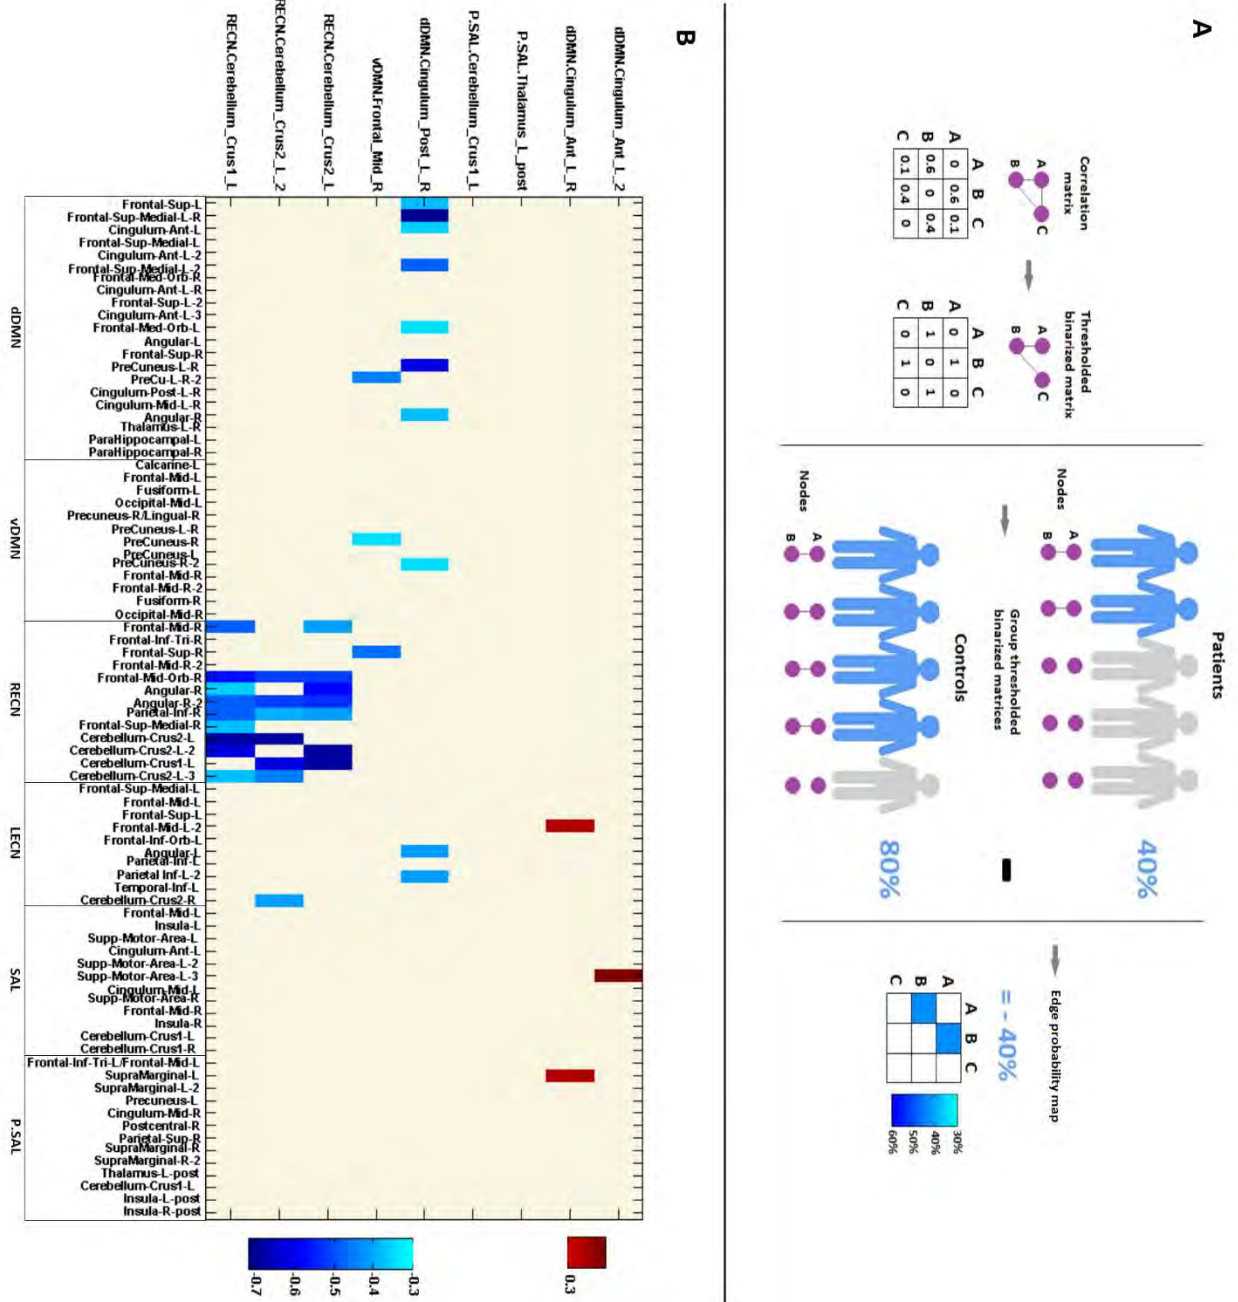 A
Correlation
matrix
A
B
C
A B C
A 0 0.6 0.1
B 0.6 0 0.4
C 0.1 0.4 0
Thresholded
binarized matrix
A
B
C
A B C
A 0 1 0
B 1 0 1
C 0 1 0
Patients
Nodes
A
B
40%
Group thresholded
binarized matrices
Controls
Nodes
A
B
80%
Edge probability map
= - 40%
A B C
A
B
C
30%
40%
50%
60%
B
dDMN.Cingulum_Ant_L_2
dDMN.Cingulum_Ant_L_R
P.SAL.Thalamus_L_post
P.SAL.Cerebellum_Crus1_L
dDMN.Cingulum_Post_L_R
vDMN.Frontal_Mid_R
RECN.Cerebellum_Crus2_L
RECN.Cerebellum_Crus2_L_2
RECN.Cerebellum_Crus1_L
dDMN
Frontal-Sup-L
Frontal-Sup-Medial-L-R
Cingulum-Ant-L
Frontal-Sup-Medial-L
Cingulum-Ant-L-2
Frontal-Sup-Medial-L-2
Frontal-Med-Orb-R
Cingulum-Ant-L-R
Frontal-Sup-L-2
Cingulum-Ant-L-3
Frontal-Med-Orb-L
Angular-L
Frontal-Sup-R
PreCuneus-L-R
PreCu-L-R-2
Cingulum-Post-L-R
Cingulum-Mid-L-R
Angular-R
Thalamus-L-R
ParaHippocampal-L
ParaHippocampal-R
vDMN
Calcarine-L
Frontal-Mid-L
Fusiform-L
Occipital-Mid-L
Precuneus-R/Lingual-R
PreCuneus-L-R
PreCuneus-R
PreCuneus-L
PreCuneus-R-2
Frontal-Mid-R
Frontal-Mid-R-2
Fusiform-R
Occipital-Mid-R
RECN
Frontal-Mid-R
Frontal-Inf-Tri-R
Frontal-Sup-R
Frontal-Mid-R-2
Frontal-Mid-Orb-R
Angular-R
Angular-R-2
Parietal-Inf-R
Frontal-Sup-Medial-R
Cerebellum-Crus2-L
Cerebellum-Crus2-L-2
Cerebellum-Crus1-L
Cerebellum-Crus2-L-3
LECN
Frontal-Sup-Medial-L
Frontal-Mid-L
Frontal-Sup-L
Frontal-Mid-L-2
Frontal-Inf-Orb-L
Angular-L
Parietal-Inf-L
Parietal Inf-L-2
Temporal-Inf-L
Cerebellum-Crus2-R
SAL
Frontal-Mid-L
Insula-L
Supp-Motor-Area-L
Cingulum-Ant-L
Supp-Motor-Area-L-2
Supp-Motor-Area-L-3
Cingulum-Mid-L
Supp-Motor-Area-R
Frontal-Mid-R
Insula-R
Cerebellum-Crus1-L
Cerebellum-Crus1-R
P.SAL
Frontal-Inf-Tri-L/Frontal-Mid-L
SupraMarginal-L
SupraMarginal-L-2
Precuneus-L
Cingulum-Mid-R
Postcentral-R
Parietal-Sup-R
SupraMarginal-R
SupraMarginal-R-2
Thalamus-L-post
Cerebellum-Crus1-L
Insula-L-post
Insula-R-post
0.3
-0.3
-0.4
-0.5
-0.6
-0.7